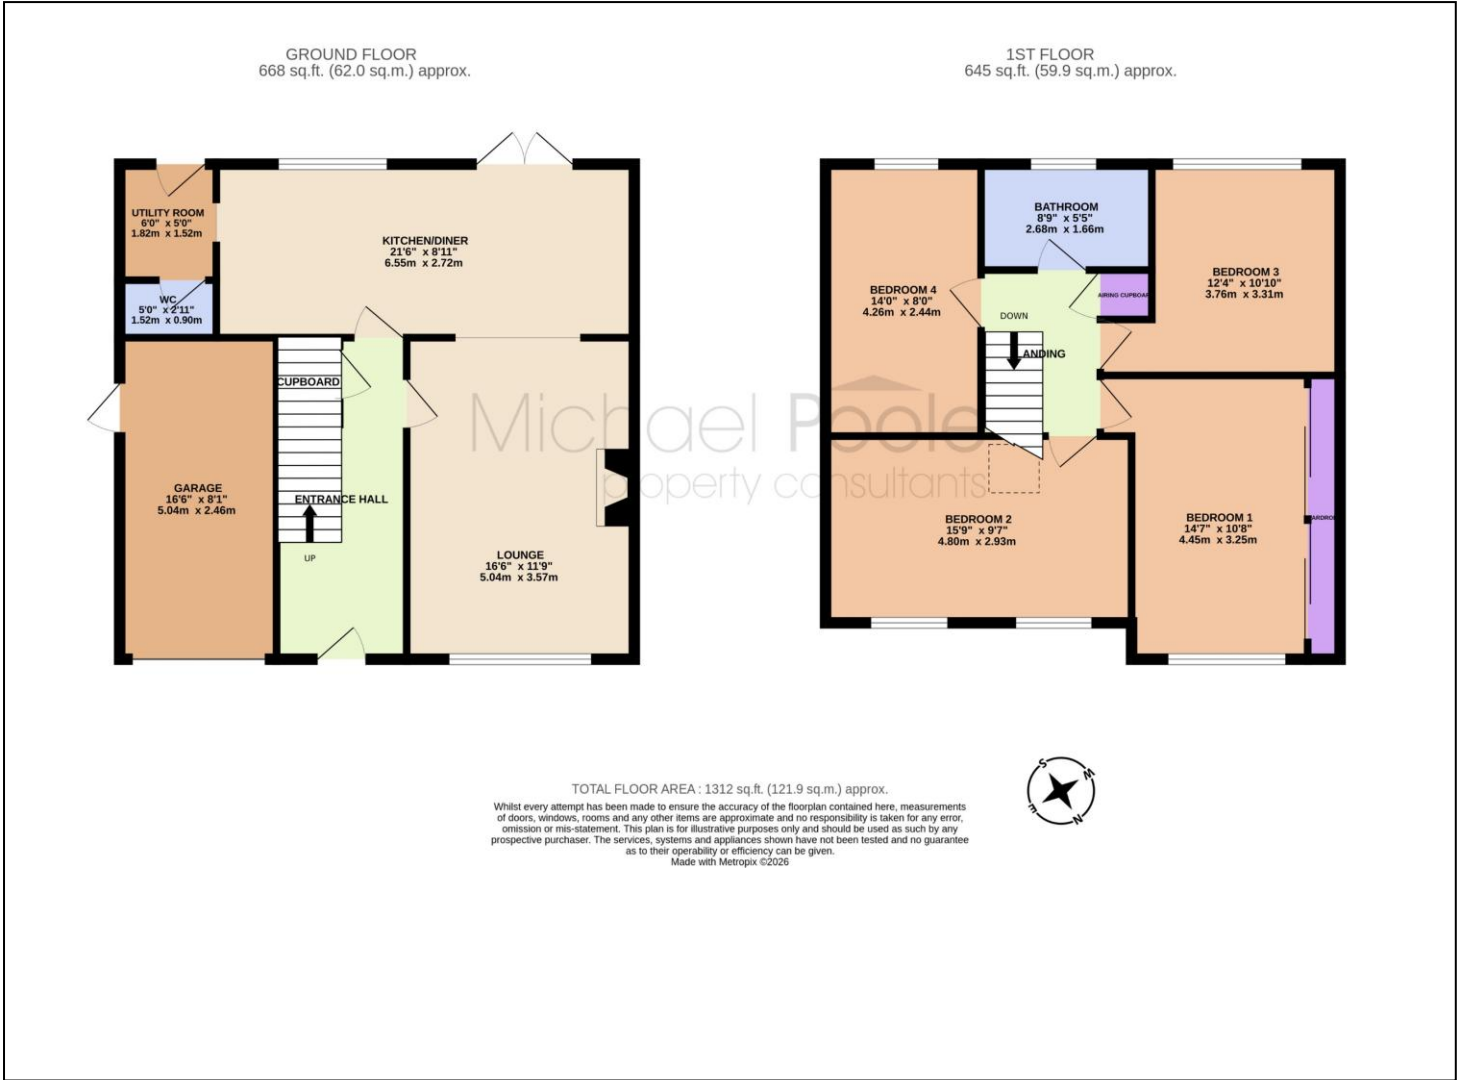 GROUND FLOOR
668 sq.ft. (62.0 sq.m.) approx.
1ST FLOOR
645 sq.ft. (59.9 sq.m.) approx.
UTILITY ROOM
6'0" x 5'0"
1.82m x 1.52m
KITCHEN/DINER
21'6" x 8'11"
6.55m x 2.72m
WC
5'0" x 2'11"
1.52m x 0.90m
CUPBOARD
GARAGE
16'6" x 8'1"
5.04m x 2.46m
ENTRANCE HALL
UP
LOUNGE
16'6" x 11'9"
5.04m x 3.57m
BATHROOM
8'9" x 5'5"
2.68m x 1.66m
BEDROOM 4
14'0" x 8'0"
4.26m x 2.44m
BEDROOM 3
12'4" x 10'10"
3.76m x 3.31m
AIRING CUPBOAR
DOWN
ANDING
BEDROOM 2
15'9" x 9'7"
4.80m x 2.93m
BEDROOM 1
14'7" x 10'8"
4.45m x 3.25m
Michael Poole
property consultants
S
W
E
N
TOTAL FLOOR AREA : 1312 sq.ft. (121.9 sq.m.) approx.
Whilst every attempt has been made to ensure the accuracy of the floorplan contained here, measurements
of doors, windows, rooms and any other items are approximate and no responsibility is taken for any error,
omission or mis-statement. This plan is for illustrative purposes only and should be used as such by any
prospective purchaser. The services, systems and appliances shown have not been tested and no guarantee
as to their operability or efficiency can be given.
Made with Metropix ©2026